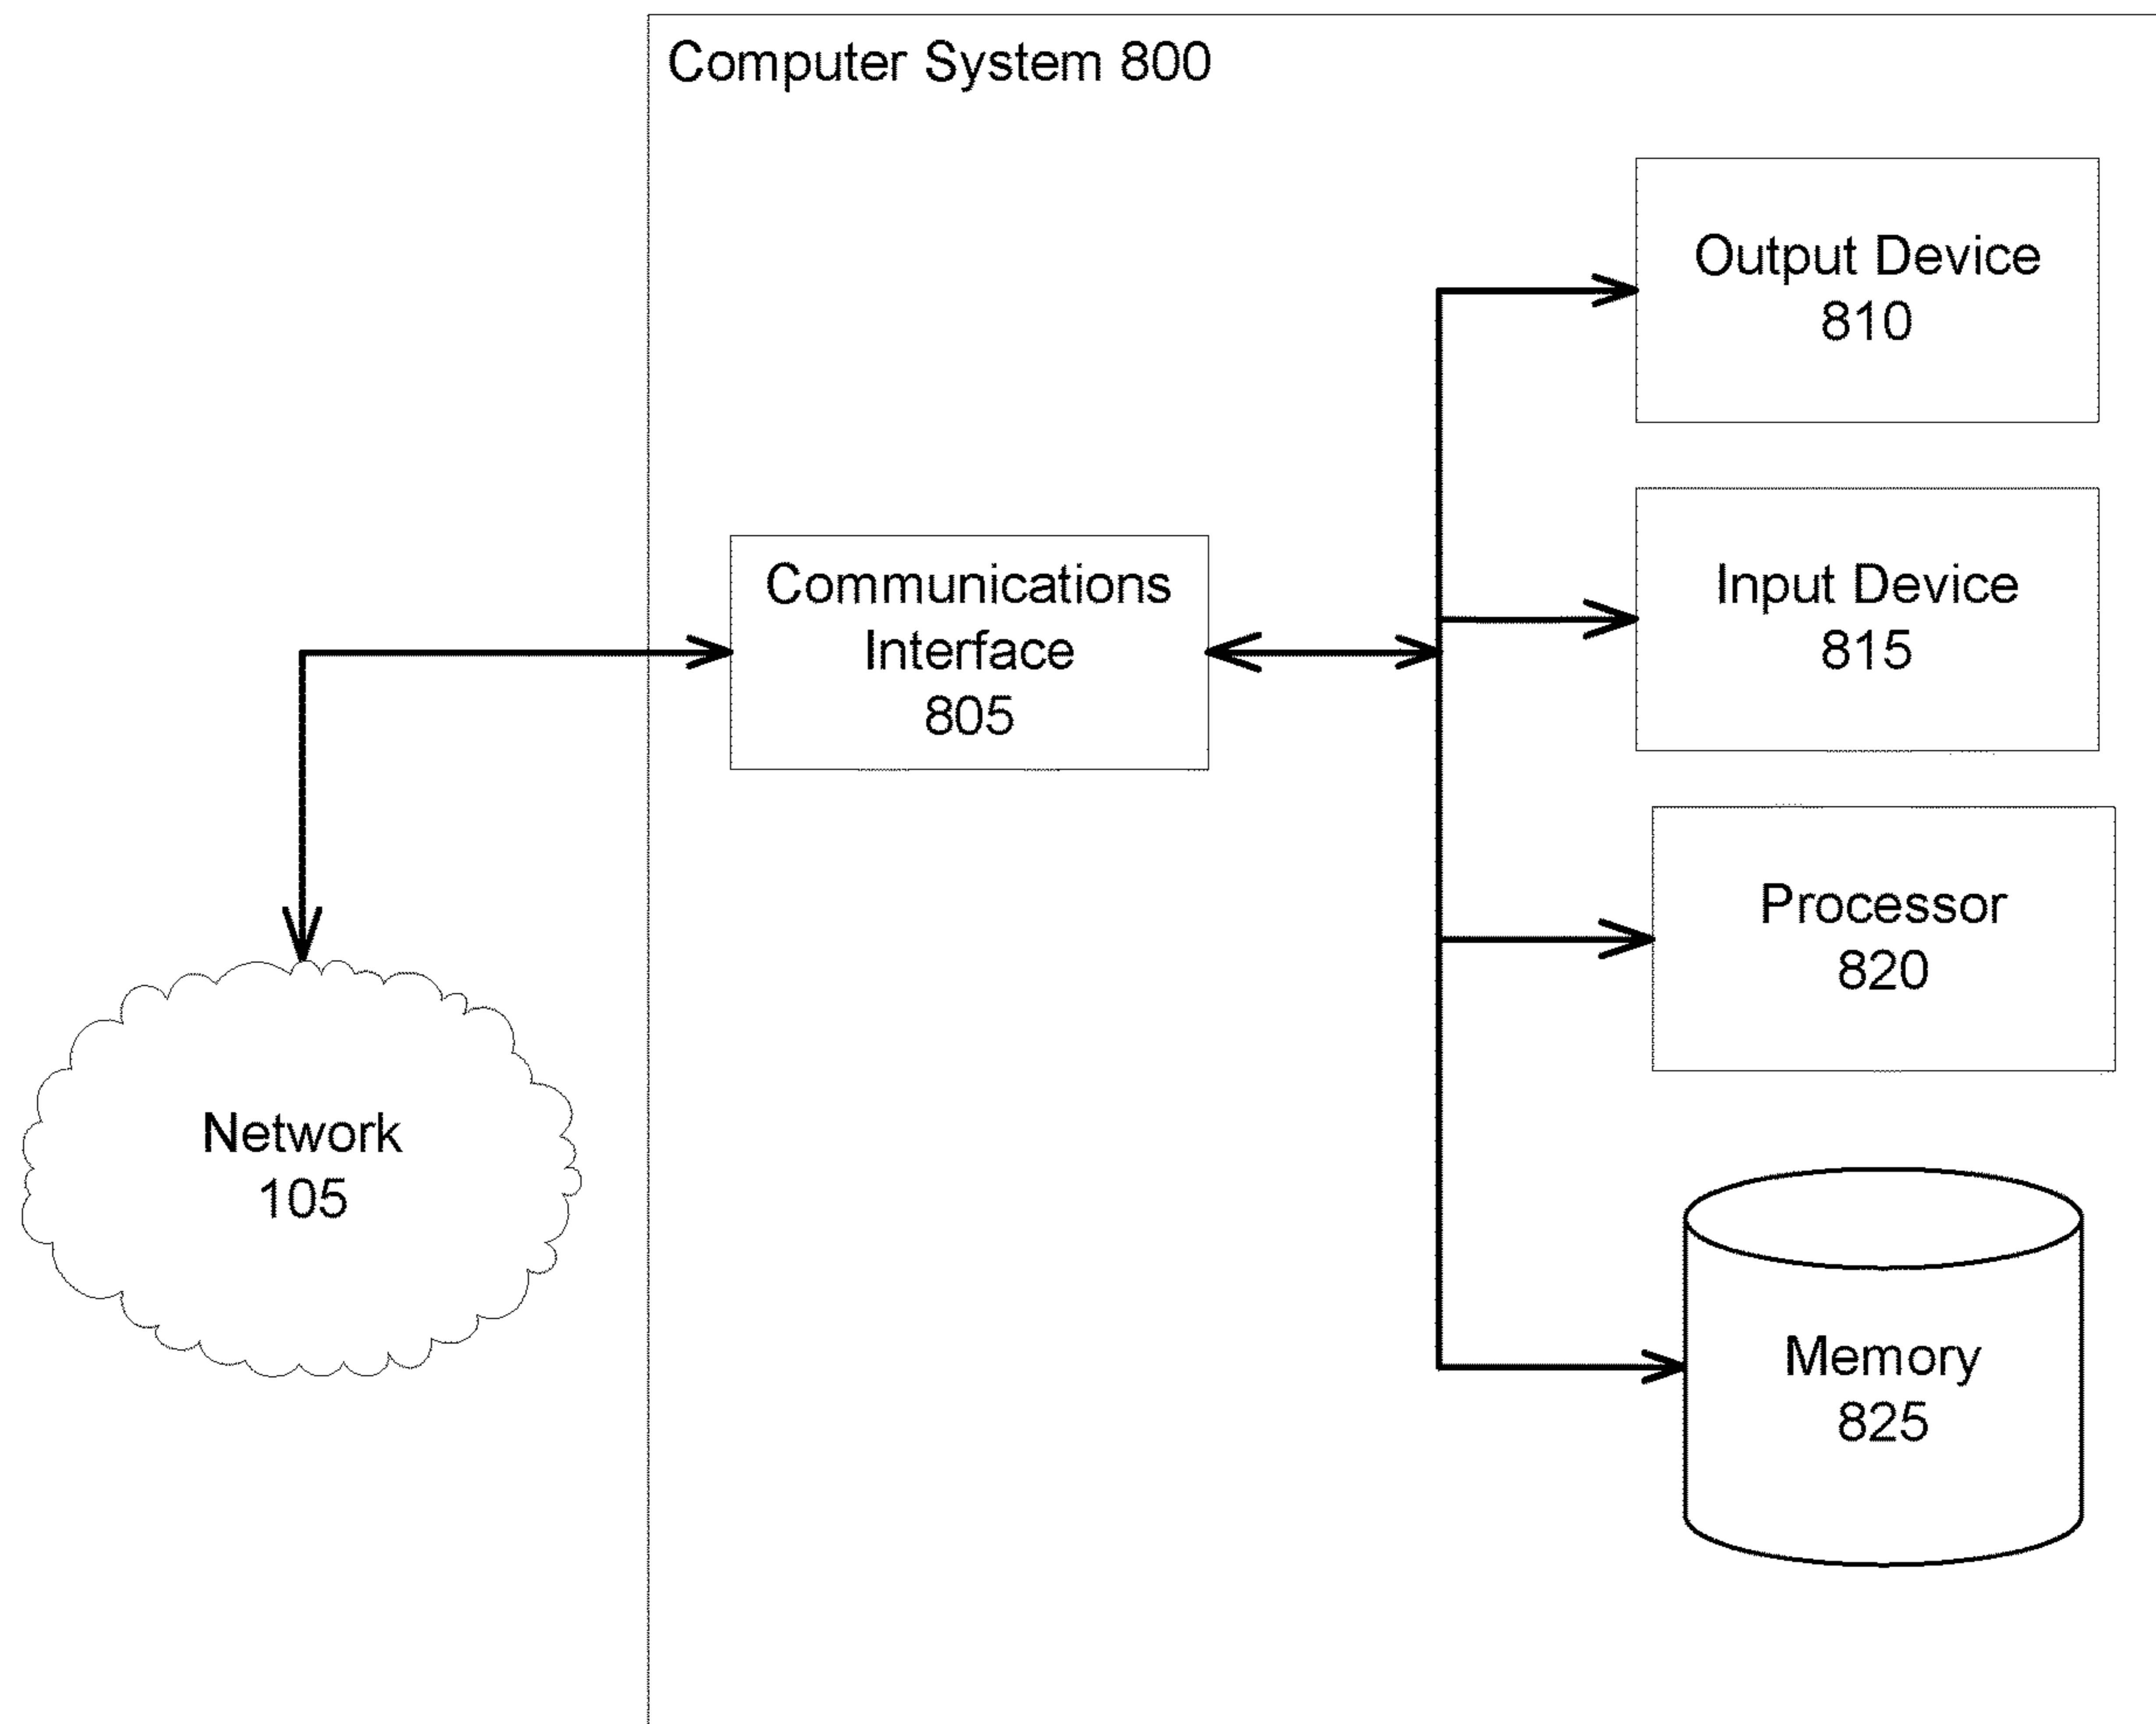 Computer System 800
Output Device
810
Input Device
815
Communications
Interface
805
Processor
820
Network
105
Memory
825